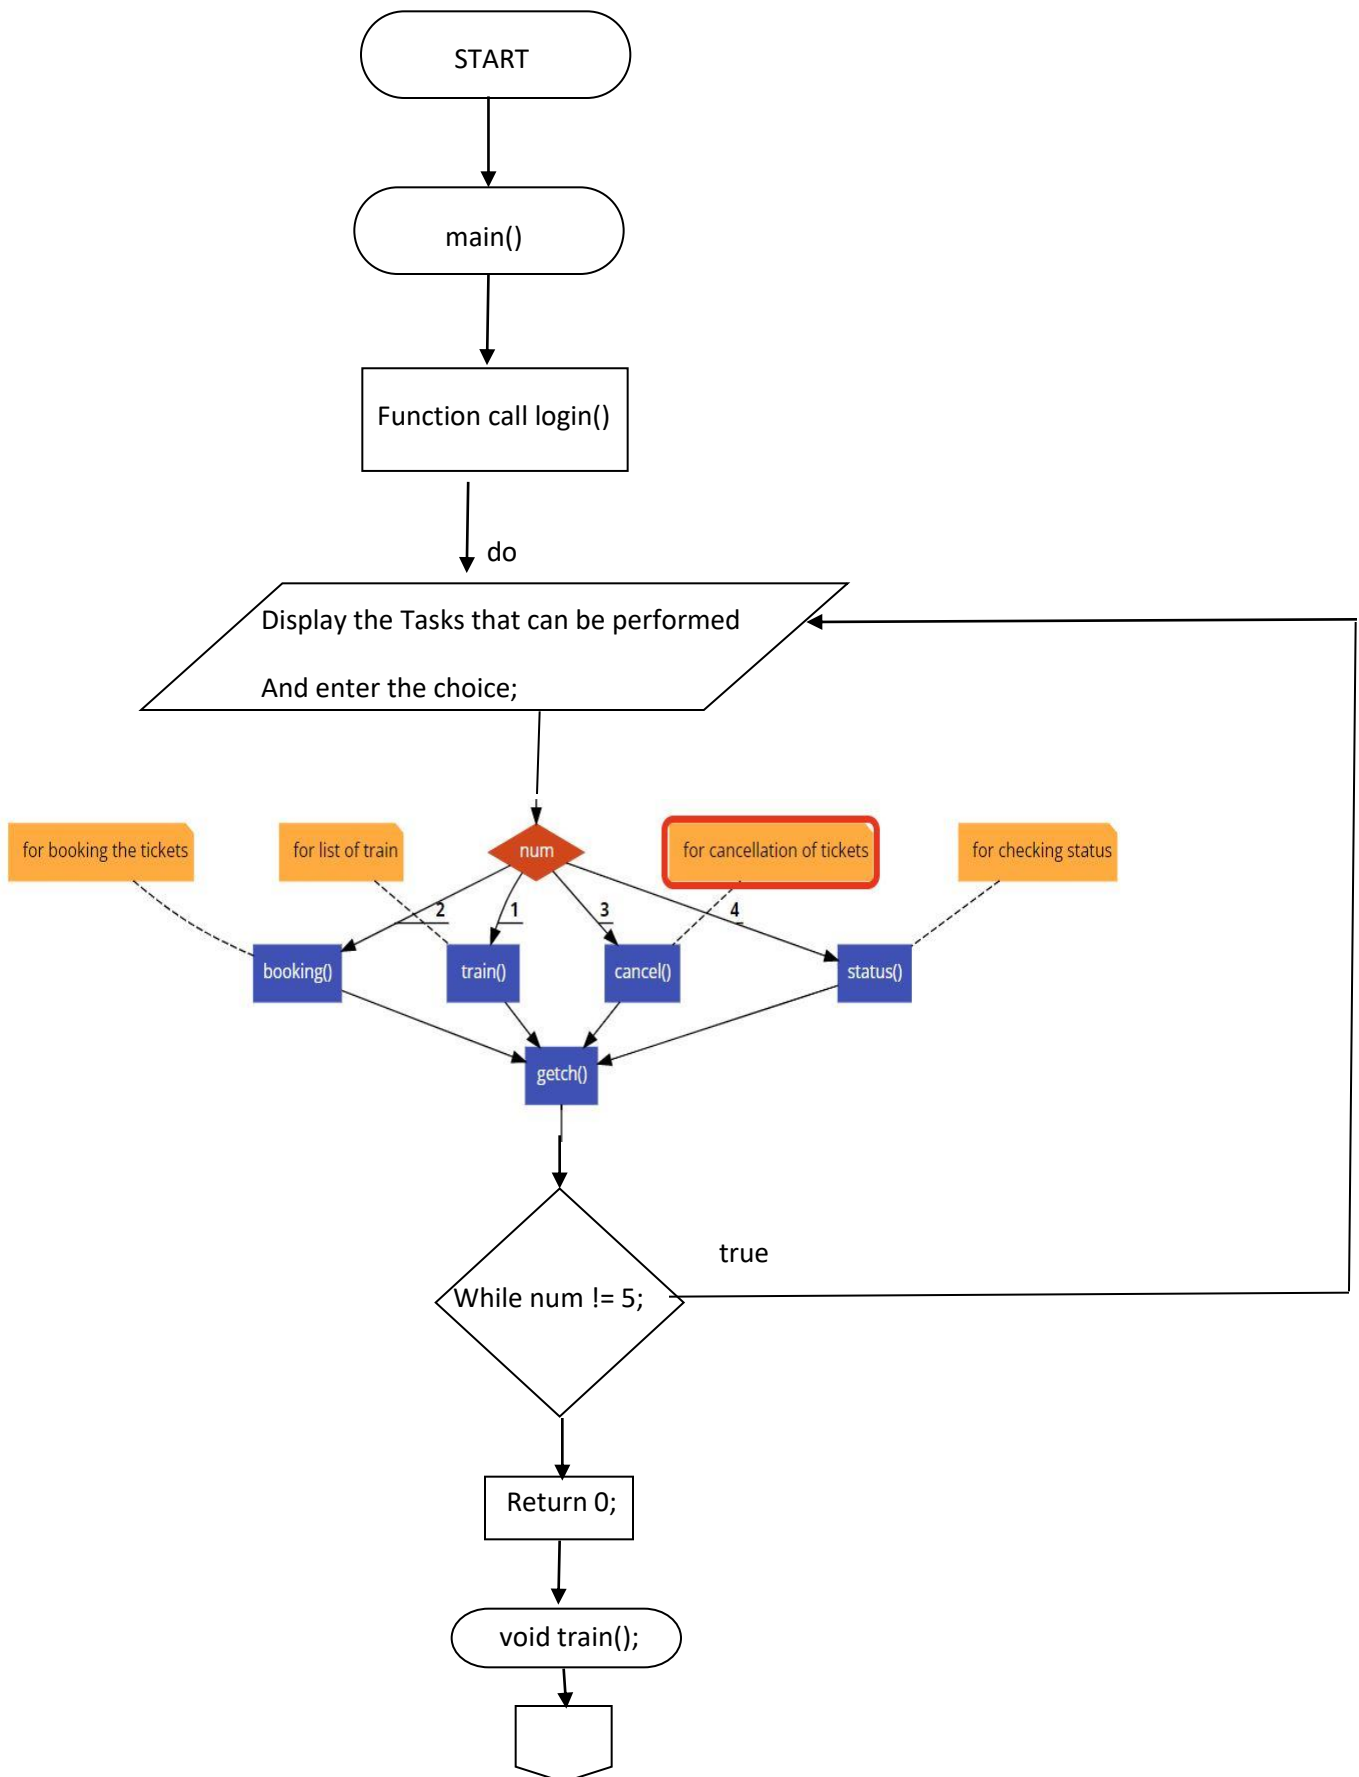 START
main()
Function call login()
do
Display the Tasks that can be performed
And enter the choice;
for booking the tickets
for list of train
num
for cancellation of tickets
for checking status
2
1
3
4
booking()
train()
cancel()
status()
getch()
true
While num != 5;
Return 0;
void train();